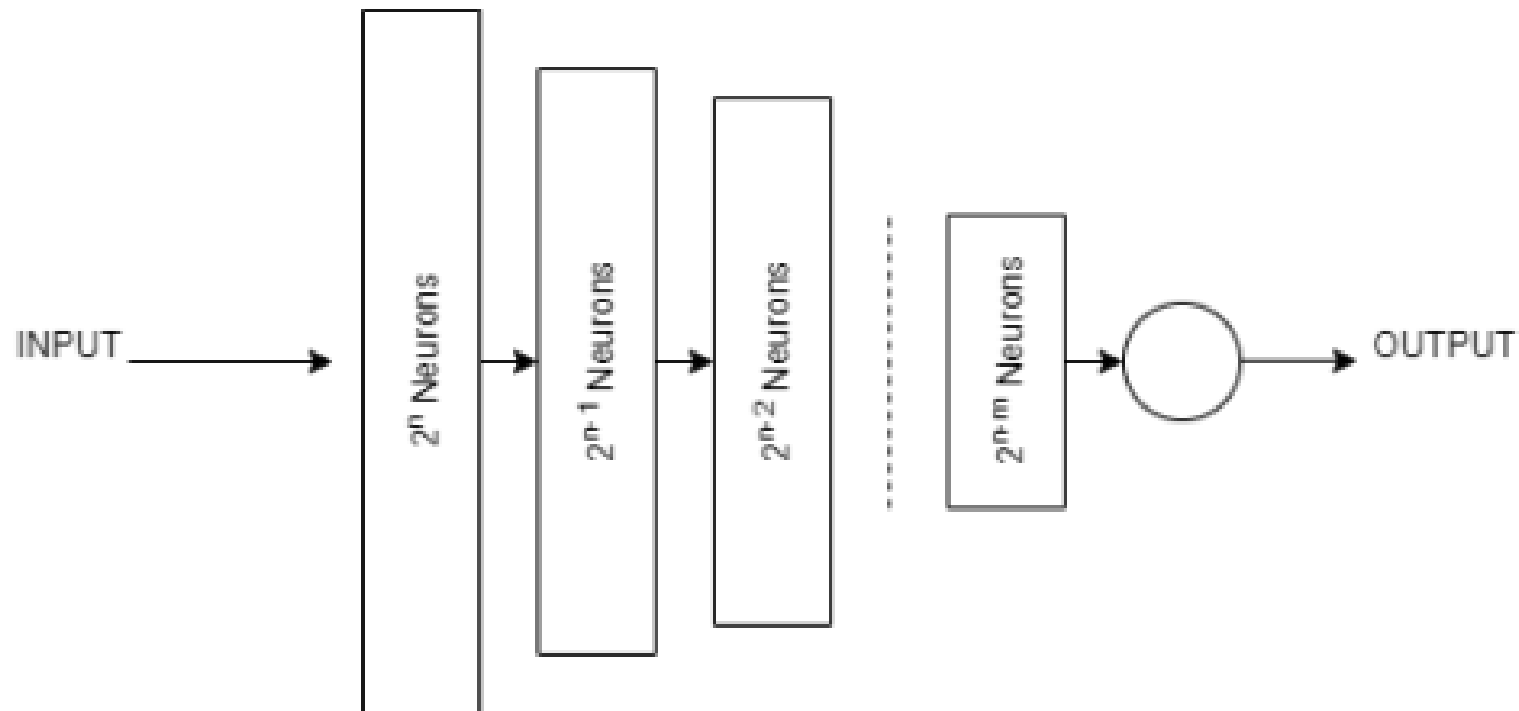 INPUT
2ⁿ Neurons
2ⁿ⁻¹ Neurons
2ⁿ⁻² Neurons
2ⁿ⁻ᵐ Neurons
OUTPUT